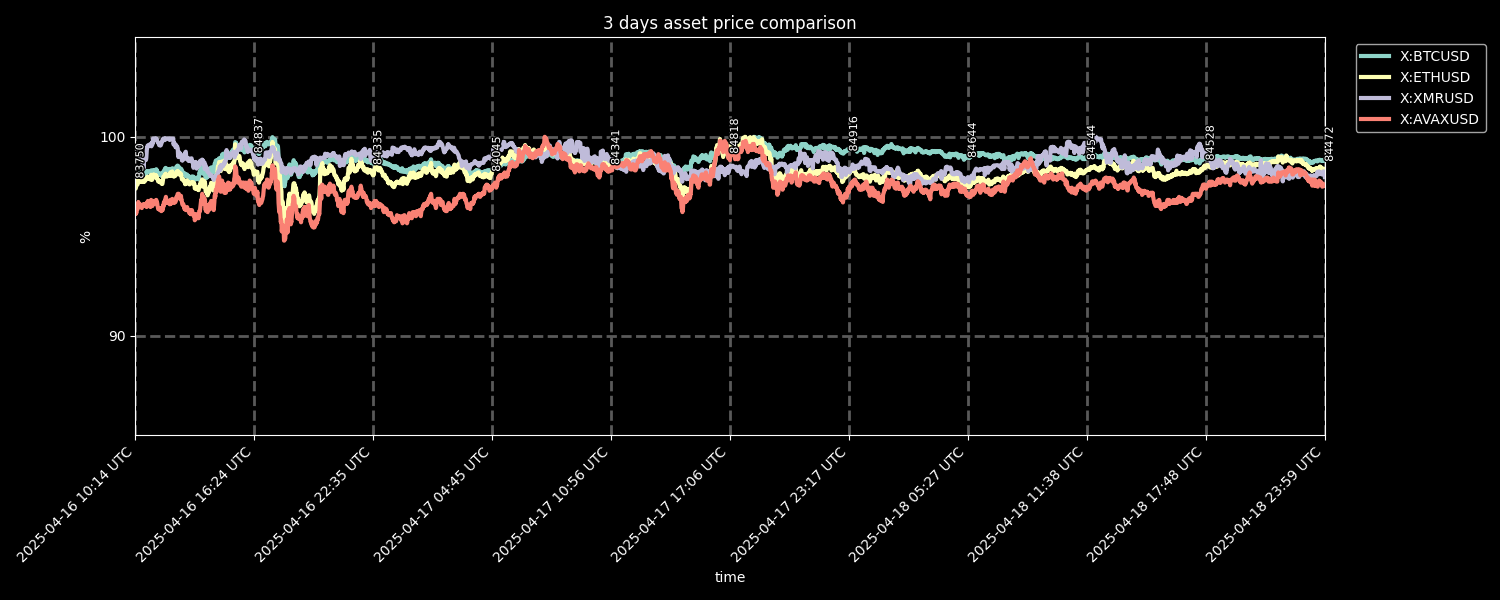 3 days asset price comparison
X:BTCUSD
X:ETHUSD
X:XMRUSD
X:AVAXUSD
100
90
%
83750
84837
84335
84045
84341
84818
84916
84644
84544
84528
84472
2025-04-16 10:14 UTC
2025-04-16 16:24 UTC
2025-04-16 22:35 UTC
2025-04-17 04:45 UTC
2025-04-17 10:56 UTC
2025-04-17 17:06 UTC
2025-04-17 23:17 UTC
2025-04-18 05:27 UTC
2025-04-18 11:38 UTC
2025-04-18 17:48 UTC
2025-04-18 23:59 UTC
time